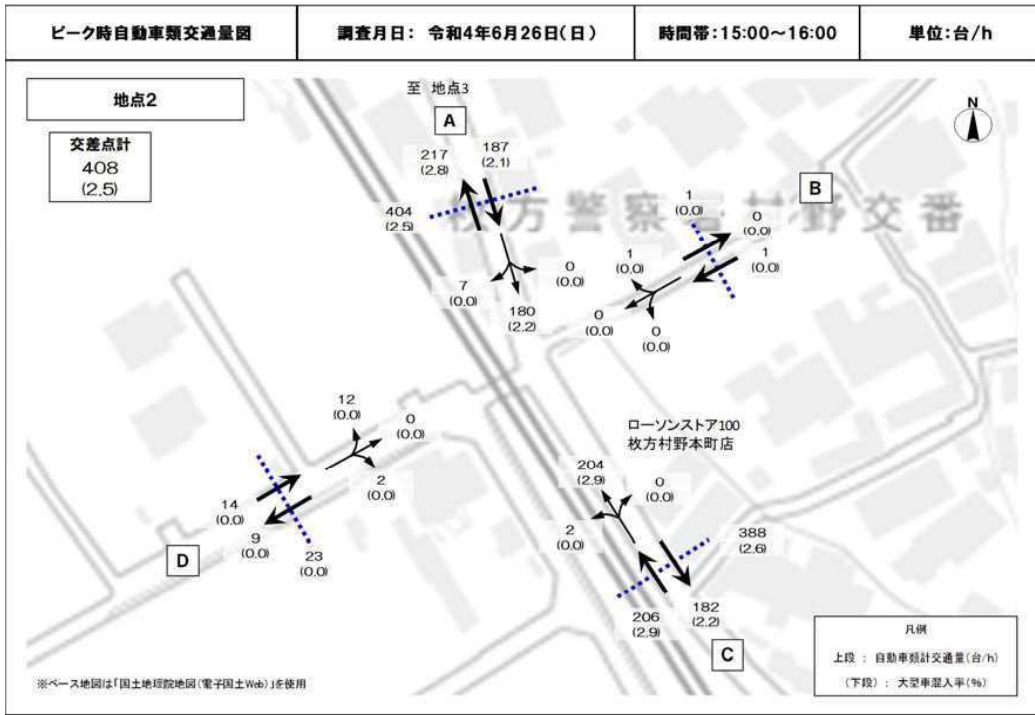 ピーク時自動車類交通量図
調査月日: 令和4年6月26日(日)
時間帯:15:00~16:00
単位:台/h
地点2
交差点計
408
(2.5)
至 地点3
A
N
217
(2.8)
187
(2.1)
404
(2.5)
枚方警察署村野交番
B
1
(0.0)
0
(0.0)
1
(0.0)
1
(0.0)
0
(0.0)
0
(0.0)
7
(0.0)
0
(0.0)
180
(2.2)
12
(0.0)
0
(0.0)
2
(0.0)
14
(0.0)
9
(0.0)
23
(0.0)
D
ローソンストア100
枚方村野本町店
204
(2.9)
0
(0.0)
2
(0.0)
388
(2.6)
206
(2.9)
182
(2.2)
C
凡例
上段 : 自動車類計交通量(台/h)
(下段) : 大型車混入率(%)
※ベース地図は「国土地理院地図(電子国土Web)」を使用